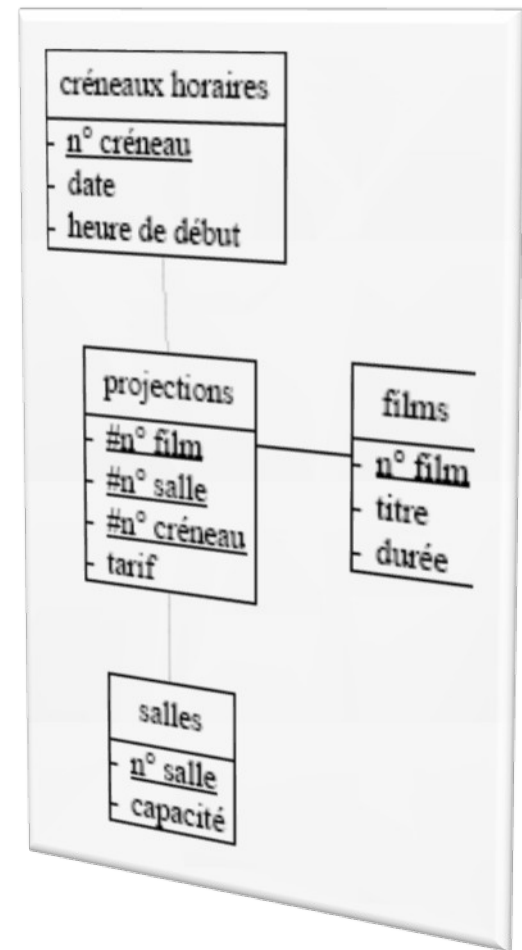 créneaux horaires
- n° créneau
- date
- heure de début
projections
- #n° film
- #n° salle
- #n° créneau
- tarif
films
- n° film
- titre
- durée
salles
- n° salle
- capacité